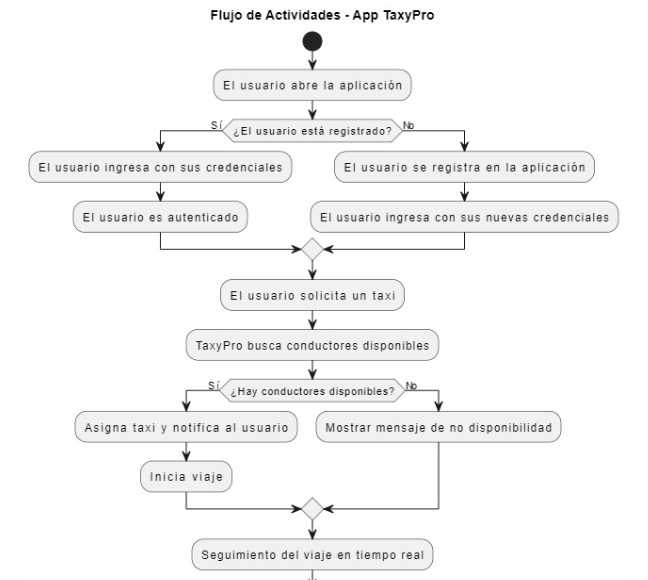 Flujo de Actividades - App TaxyPro
El usuario abre la aplicación
Sí
¿El usuario está registrado?
No
El usuario ingresa con sus credenciales
El usuario se registra en la aplicación
El usuario es autenticado
El usuario ingresa con sus nuevas credenciales
El usuario solicita un taxi
TaxyPro busca conductores disponibles
Sí
¿Hay conductores disponibles?
No
Asigna taxi y notifica al usuario
Mostrar mensaje de no disponibilidad
Inicia viaje
Seguimiento del viaje en tiempo real